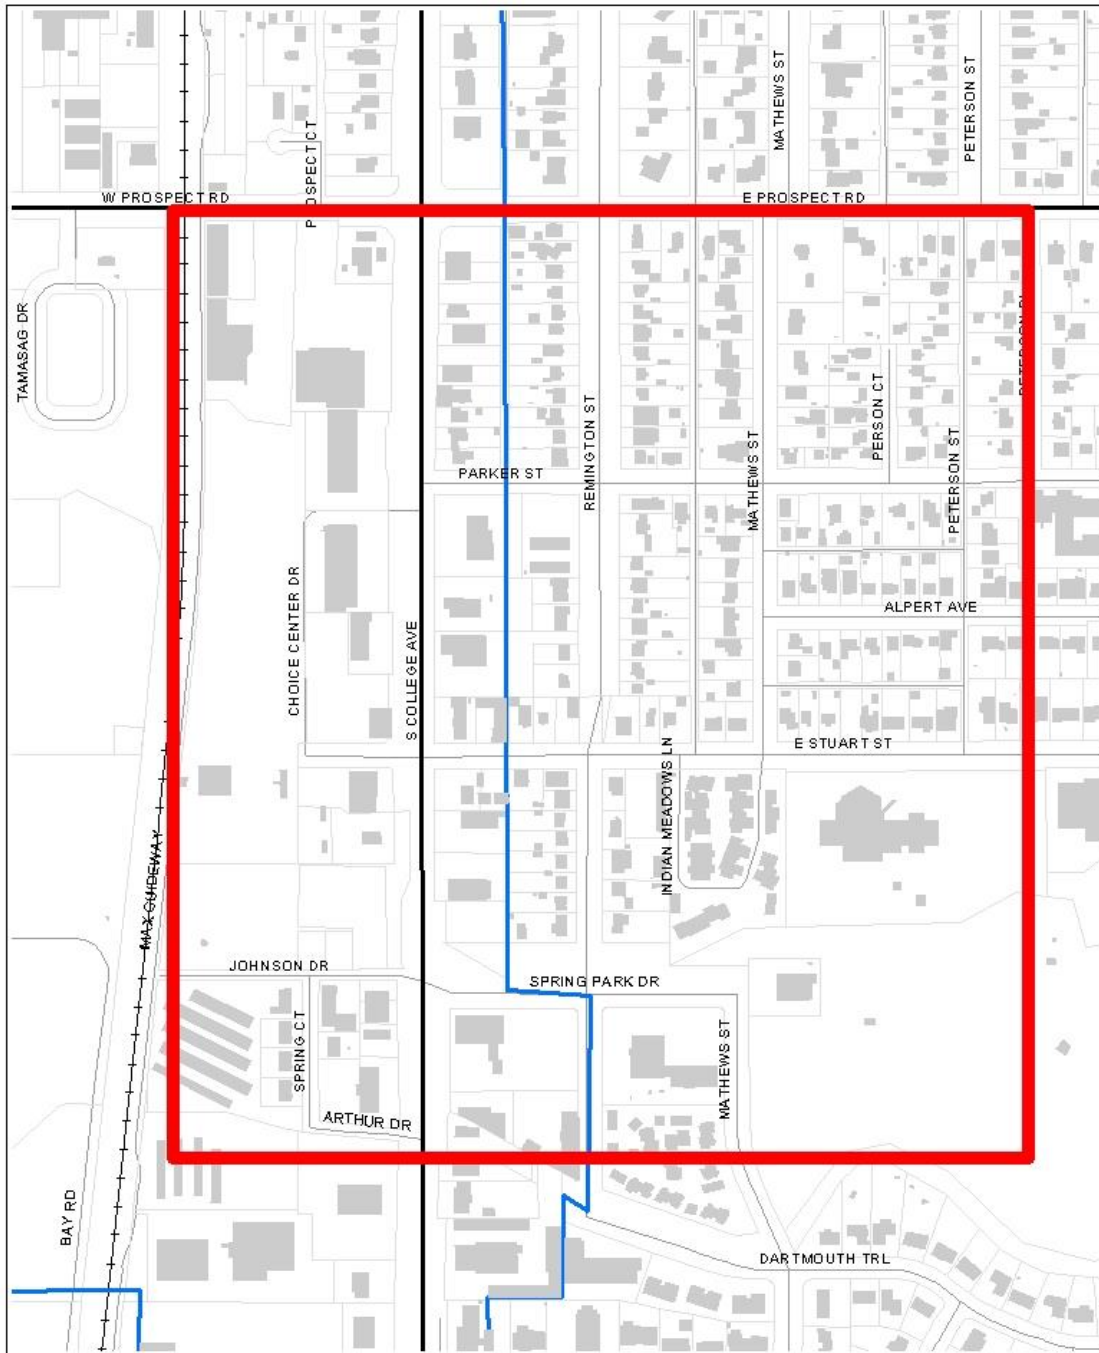 MATHEWS ST
PETERSON ST
PROSPECT CT
W PROSPECT RD
E PROSPECT RD
TAMASAG DR
PETERSON PL
PERSON CT
REMINGTON ST
MATHEWS ST
PETERSON ST
PARKER ST
CHOICE CENTER DR
S COLLEGE AVE
ALPERT AVE
E STUART ST
INDIAN MEADOWS LN
MAX GUIDEWAY
JOHNSON DR
SPRING PARK DR
SPRING CT
MATHEWS ST
ARTHUR DR
BAY RD
DARTMOUTH TRL